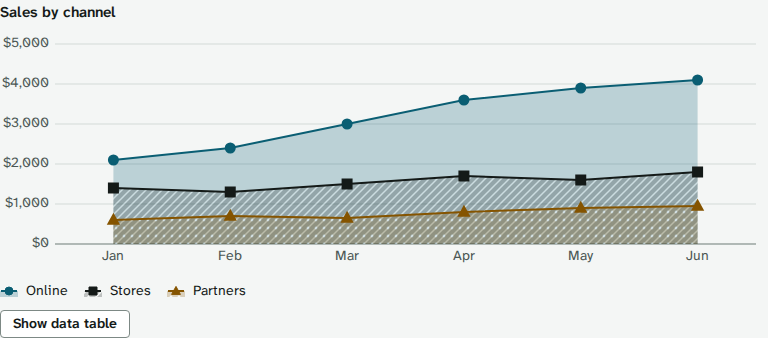 Sales by channel
$5,000
$4,000
$3,000
$2,000
$1,000
$0
Jan Feb Mar Apr May Jun
Online Stores Partners
Show data table